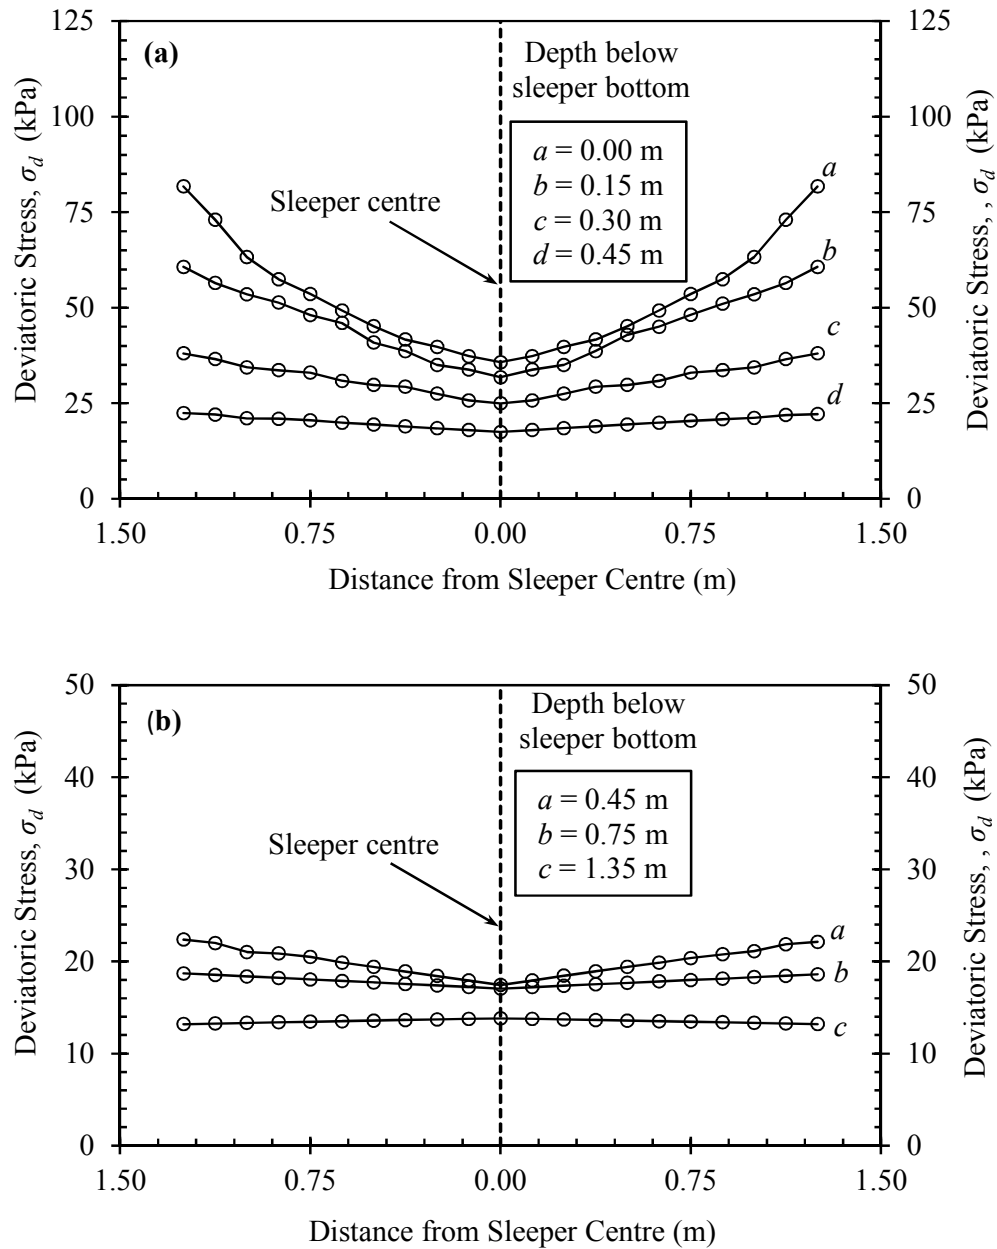 (a)
Depth below
sleeper bottom
a = 0.00 m
b = 0.15 m
c = 0.30 m
d = 0.45 m
Sleeper centre
a
b
c
d
125
100
75
50
25
0
125
100
75
50
25
0
Deviatoric Stress, σd (kPa)
Deviatoric Stress, , σd (kPa)
1.50 0.75 0.00 0.75 1.50
Distance from Sleeper Centre (m)
(b)
Depth below
sleeper bottom
a = 0.45 m
b = 0.75 m
c = 1.35 m
Sleeper centre
a
b
c
50
40
30
20
10
0
50
40
30
20
10
0
Deviatoric Stress, σd (kPa)
Deviatoric Stress, , σd (kPa)
1.50 0.75 0.00 0.75 1.50
Distance from Sleeper Centre (m)